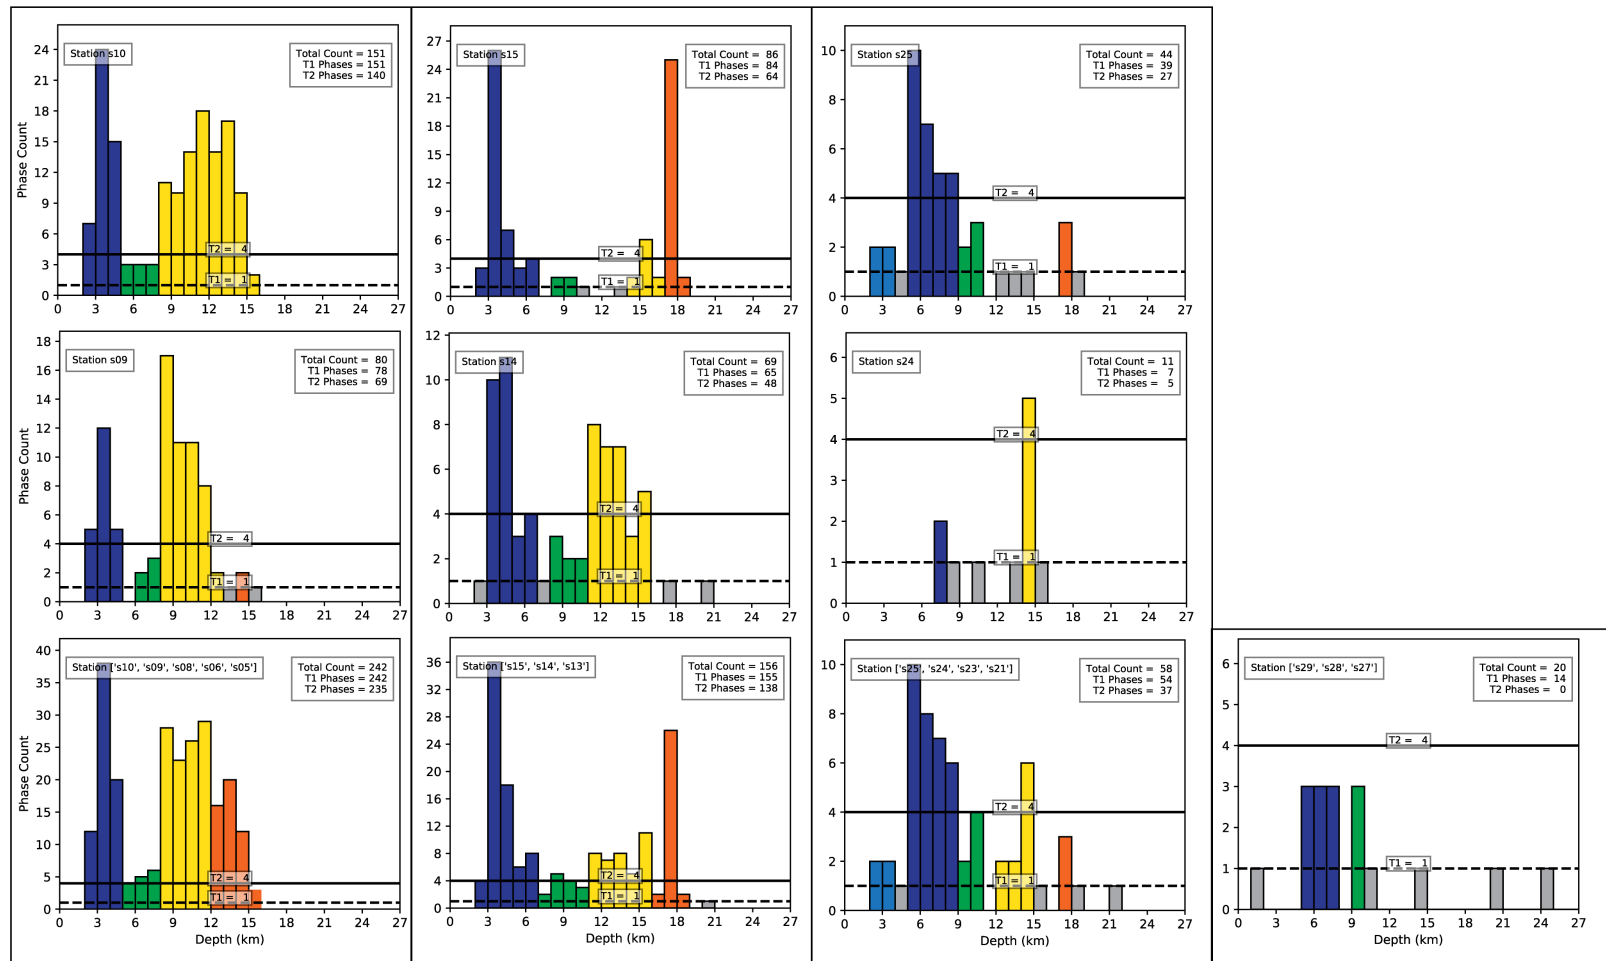 Station s10
Total Count = 151
T1 Phases = 151
T2 Phases = 140
Phase Count
24
21
18
15
12
9
6
3
0
T2 = 4
T1 = 1
0 3 6 9 12 15 18 21 24 27
Station s15
Total Count = 86
T1 Phases = 84
T2 Phases = 64
27
24
21
18
15
12
9
6
3
0
T2 = 4
T1 = 1
0 3 6 9 12 15 18 21 24 27
Station s25
Total Count = 44
T1 Phases = 39
T2 Phases = 27
10
8
6
4
2
0
T2 = 4
T1 = 1
0 3 6 9 12 15 18 21 24 27
Station s09
Total Count = 80
T1 Phases = 78
T2 Phases = 69
Phase Count
18
16
14
12
10
8
6
4
2
0
T2 = 4
T1 = 1
0 3 6 9 12 15 18 21 24 27
Station s14
Total Count = 69
T1 Phases = 65
T2 Phases = 48
12
10
8
6
4
2
0
T2 = 4
T1 = 1
0 3 6 9 12 15 18 21 24 27
Station s24
Total Count = 11
T1 Phases = 7
T2 Phases = 5
6
5
4
3
2
1
0
T2 = 4
T1 = 1
0 3 6 9 12 15 18 21 24 27
Station ['s10', 's09', 's08', 's06', 's05']
Total Count = 242
T1 Phases = 242
T2 Phases = 235
Phase Count
40
35
30
25
20
15
10
5
0
T2 = 4
T1 = 1
0 3 6 9 12 15 18 21 24 27
Depth (km)
Station ['s15', 's14', 's13']
Total Count = 156
T1 Phases = 155
T2 Phases = 138
36
32
28
24
20
16
12
8
4
0
T2 = 4
T1 = 1
0 3 6 9 12 15 18 21 24 27
Depth (km)
Station ['s25', 's24', 's23', 's21']
Total Count = 58
T1 Phases = 54
T2 Phases = 37
10
8
6
4
2
0
T2 = 4
T1 = 1
0 3 6 9 12 15 18 21 24 27
Depth (km)
Station ['s29', 's28', 's27']
Total Count = 20
T1 Phases = 14
T2 Phases = 0
6
5
4
3
2
1
0
T2 = 4
T1 = 1
0 3 6 9 12 15 18 21 24 27
Depth (km)